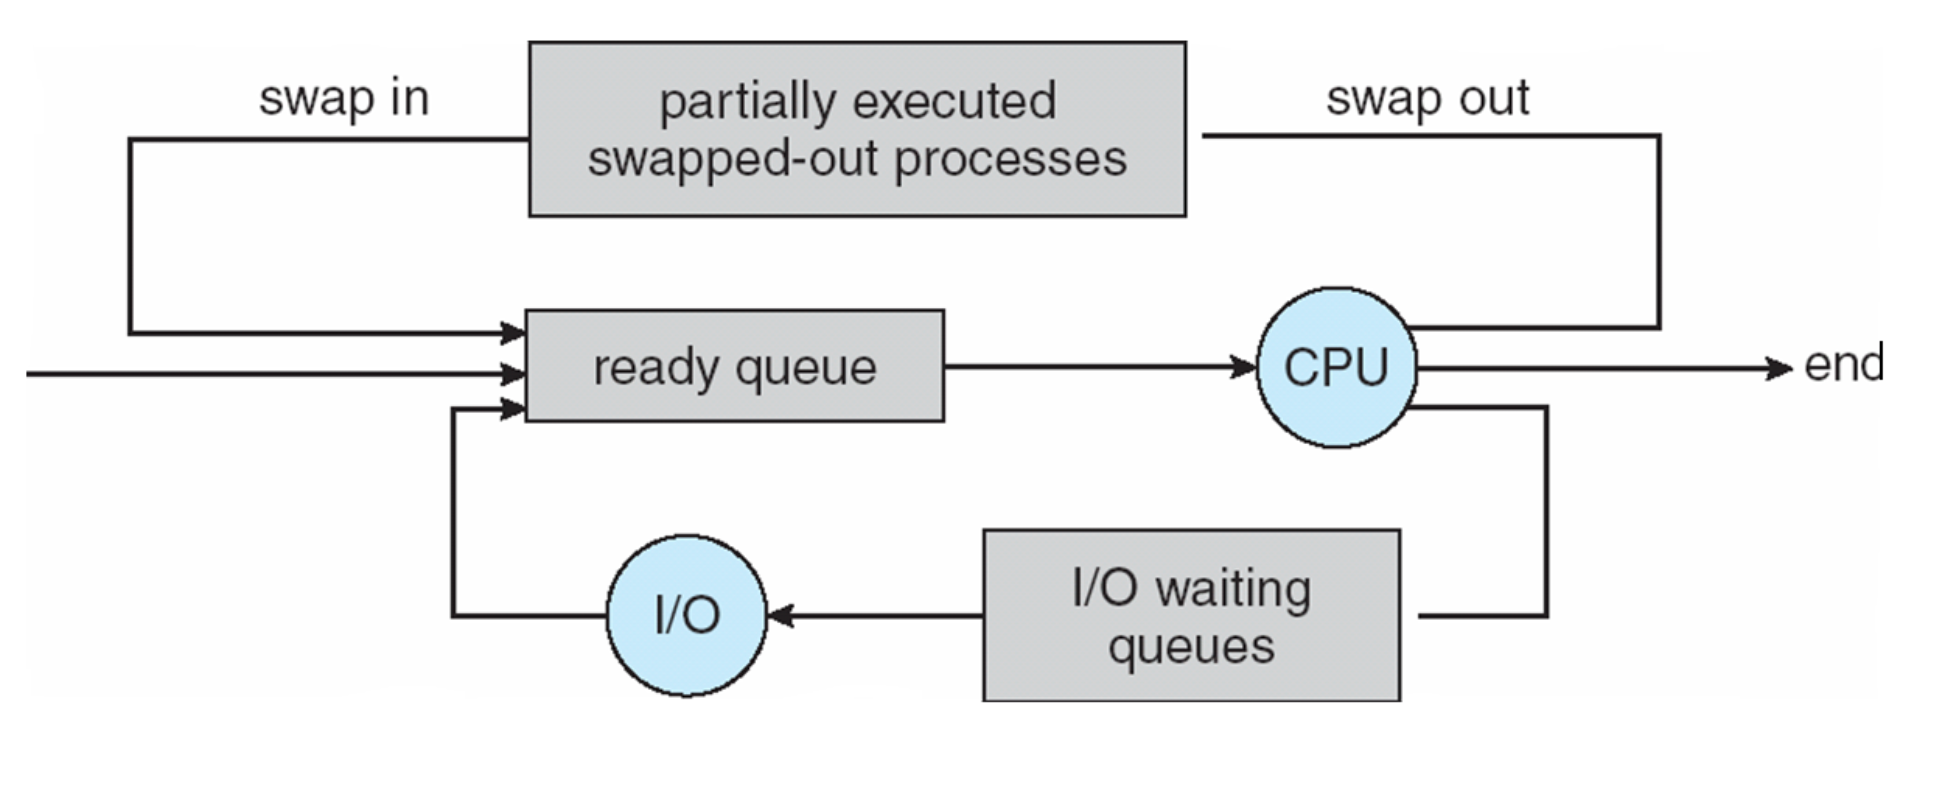 swap in
partially executed
swapped-out processes
swap out
ready queue
CPU
end
I/O
I/O waiting
queues